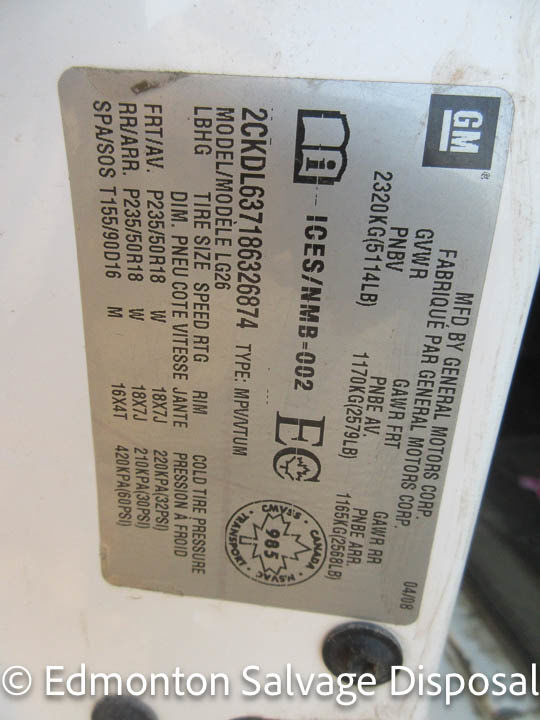 GM
MFD BY GENERAL MOTORS CORP.
FABRIQUÉ PAR GENERAL MOTORS CORP.
04/08
GVWR GAWR FRT GAWR RR
PNBV PNBE AV. PNBE ARR.
2320KG(5114LB) 1170KG(2579LB) 1165KG(2568LB)
i ICES/NMB=002 EC
CANADA
CMVSS
NSVAC
TRANSPORT
985
2CKDL637186326874 TYPE: MPV/VTUM
MODEL/MODÈLE LG26
LBHG TIRE SIZE SPEED RTG RIM COLD TIRE PRESSURE
DIM. PNEU COTE VITESSE JANTE PRESSION À FROID
FRT/AV. P235/50R18 W 18X7J 220KPA(32PSI)
RR/ARR. P235/50R18 W 18X7J 210KPA(30PSI)
SPA/SOS T155/90D16 M 16X4T 420KPA(60PSI)
© Edmonton Salvage Disposal